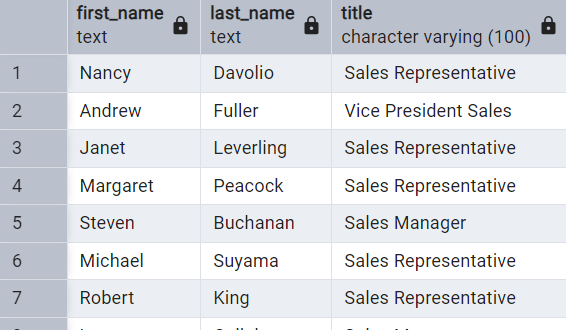 first_name last_name title
text text character varying (100)
1 Nancy Davolio Sales Representative
2 Andrew Fuller Vice President Sales
3 Janet Leverling Sales Representative
4 Margaret Peacock Sales Representative
5 Steven Buchanan Sales Manager
6 Michael Suyama Sales Representative
7 Robert King Sales Representative